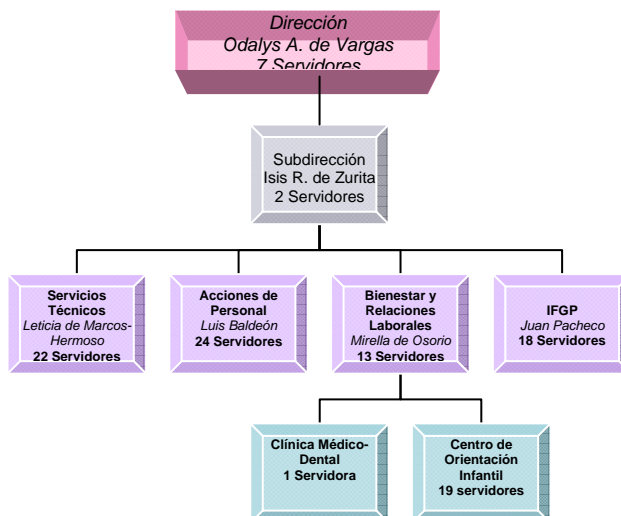 Dirección
Odalys A. de Vargas
7 Servidores
Subdirección
Isis R. de Zurita
2 Servidores
Servicios
Técnicos
Leticia de Marcos-
Hermoso
22 Servidores
Acciones de
Personal
Luis Baldeón
24 Servidores
Bienestar y
Relaciones
Laborales
Mirella de Osorio
13 Servidores
IFGP
Juan Pacheco
18 Servidores
Clínica Médico-
Dental
1 Servidora
Centro de
Orientación
Infantil
19 servidores